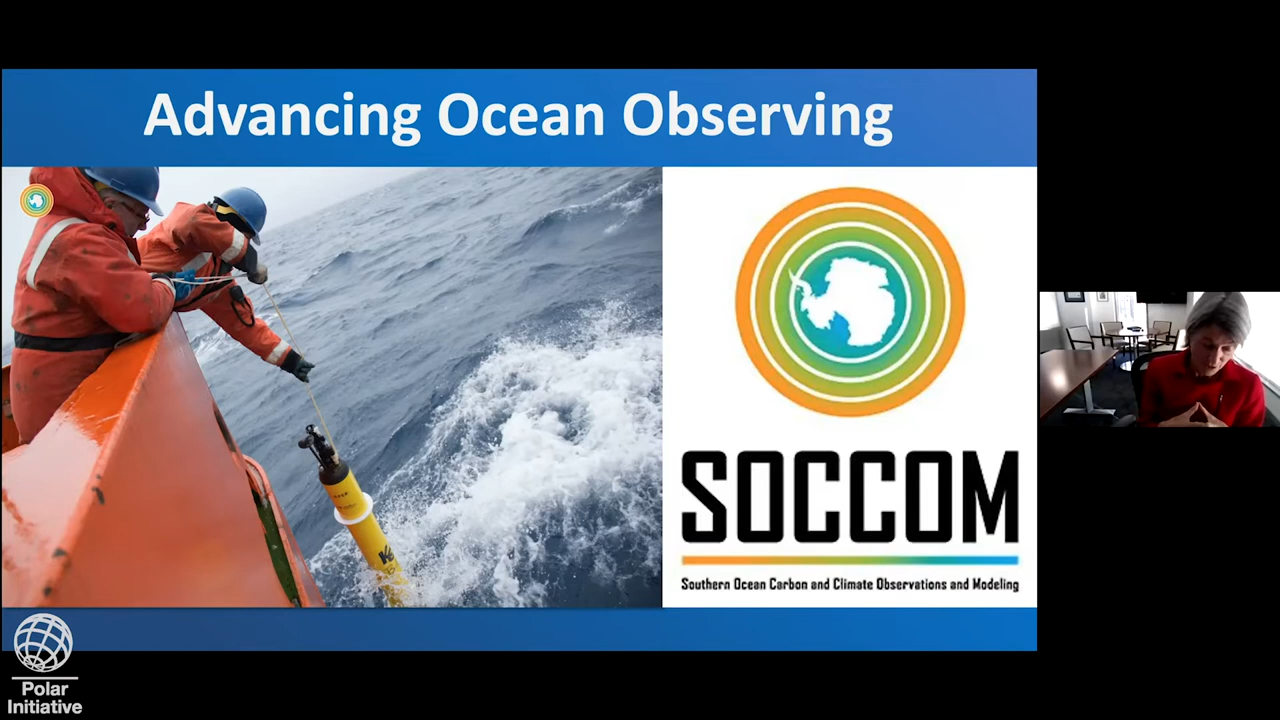 Advancing Ocean Observing
SOCCOM
Southern Ocean Carbon and Climate Observations and Modeling
Polar
Initiative